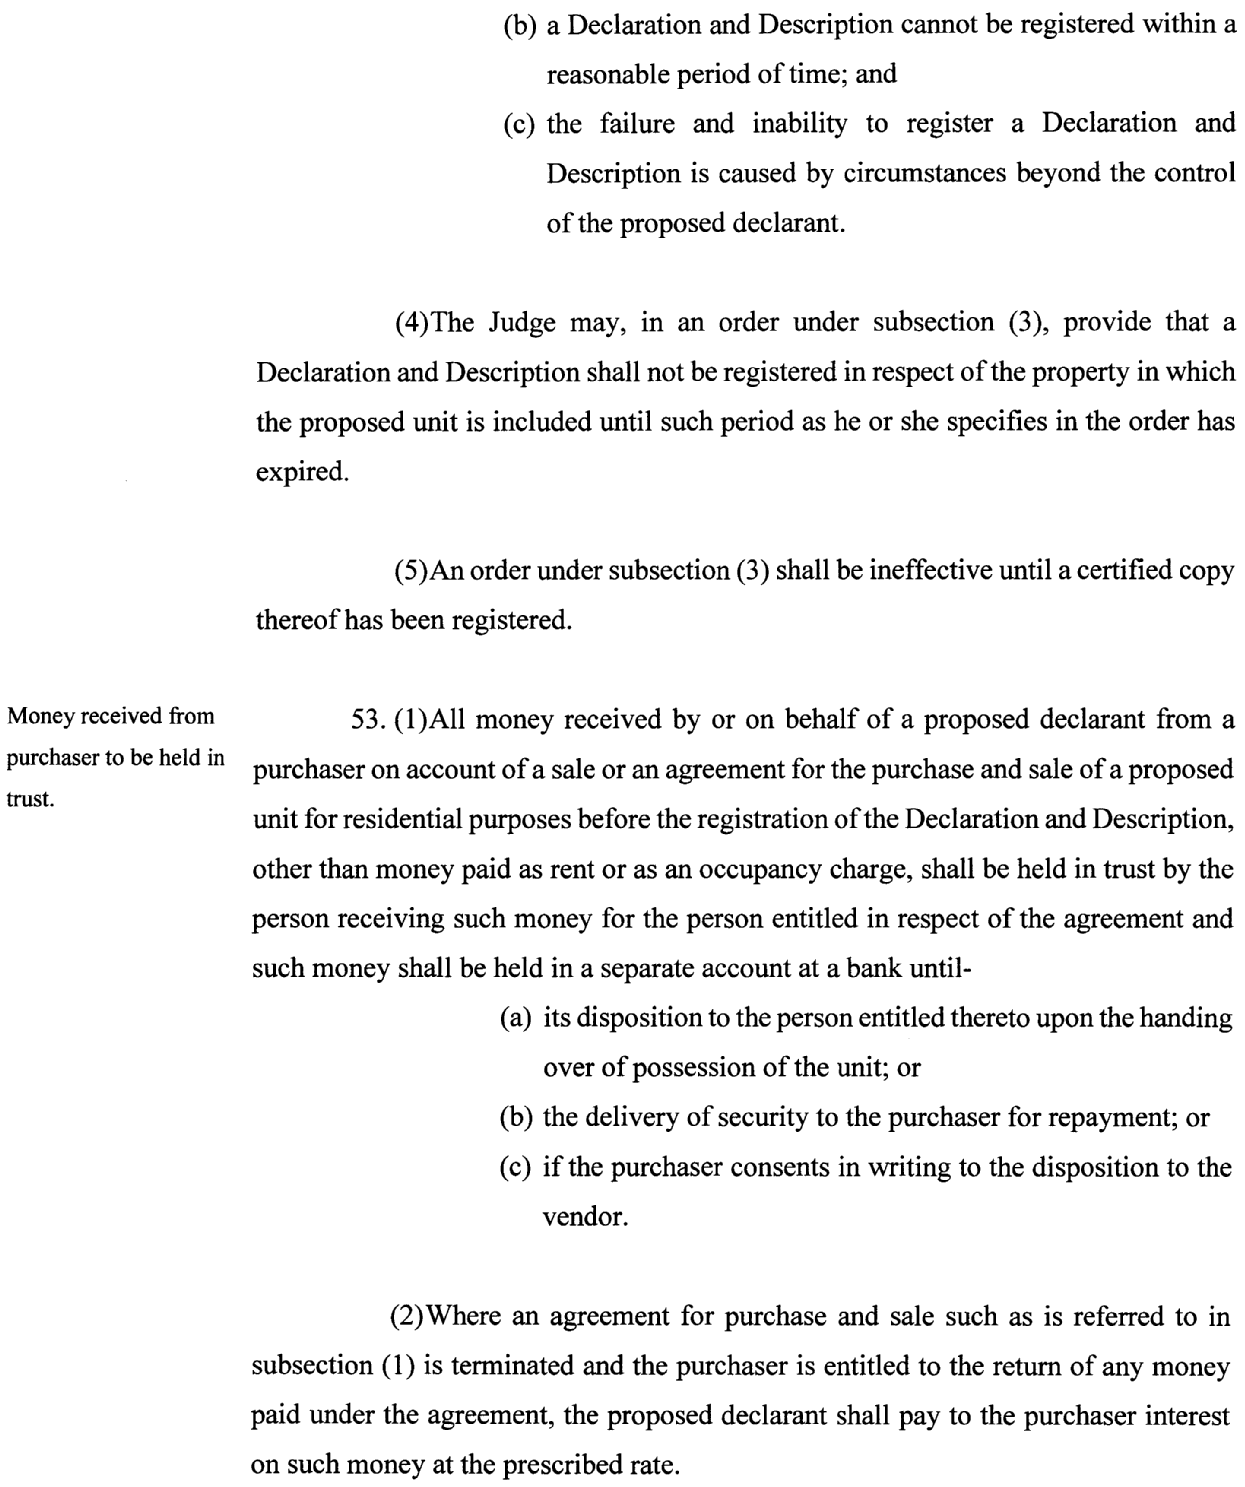 (b) a Declaration and Description cannot be registered within a
reasonable period of time; and
(c) the failure and inability to register a Declaration and
Description is caused by circumstances beyond the control
of the proposed declarant.
(4)The Judge may, in an order under subsection (3), provide that a
Declaration and Description shall not be registered in respect of the property in which
the proposed unit is included until such period as he or she specifies in the order has
expired.
(5)An order under subsection (3) shall be ineffective until a certified copy
thereof has been registered.
Money received from
purchaser to be held in
trust.
53. (1)All money received by or on behalf of a proposed declarant from a
purchaser on account of a sale or an agreement for the purchase and sale of a proposed
unit for residential purposes before the registration of the Declaration and Description,
other than money paid as rent or as an occupancy charge, shall be held in trust by the
person receiving such money for the person entitled in respect of the agreement and
such money shall be held in a separate account at a bank until-
(a) its disposition to the person entitled thereto upon the handing
over of possession of the unit; or
(b) the delivery of security to the purchaser for repayment; or
(c) if the purchaser consents in writing to the disposition to the
vendor.
(2)Where an agreement for purchase and sale such as is referred to in
subsection (1) is terminated and the purchaser is entitled to the return of any money
paid under the agreement, the proposed declarant shall pay to the purchaser interest
on such money at the prescribed rate.